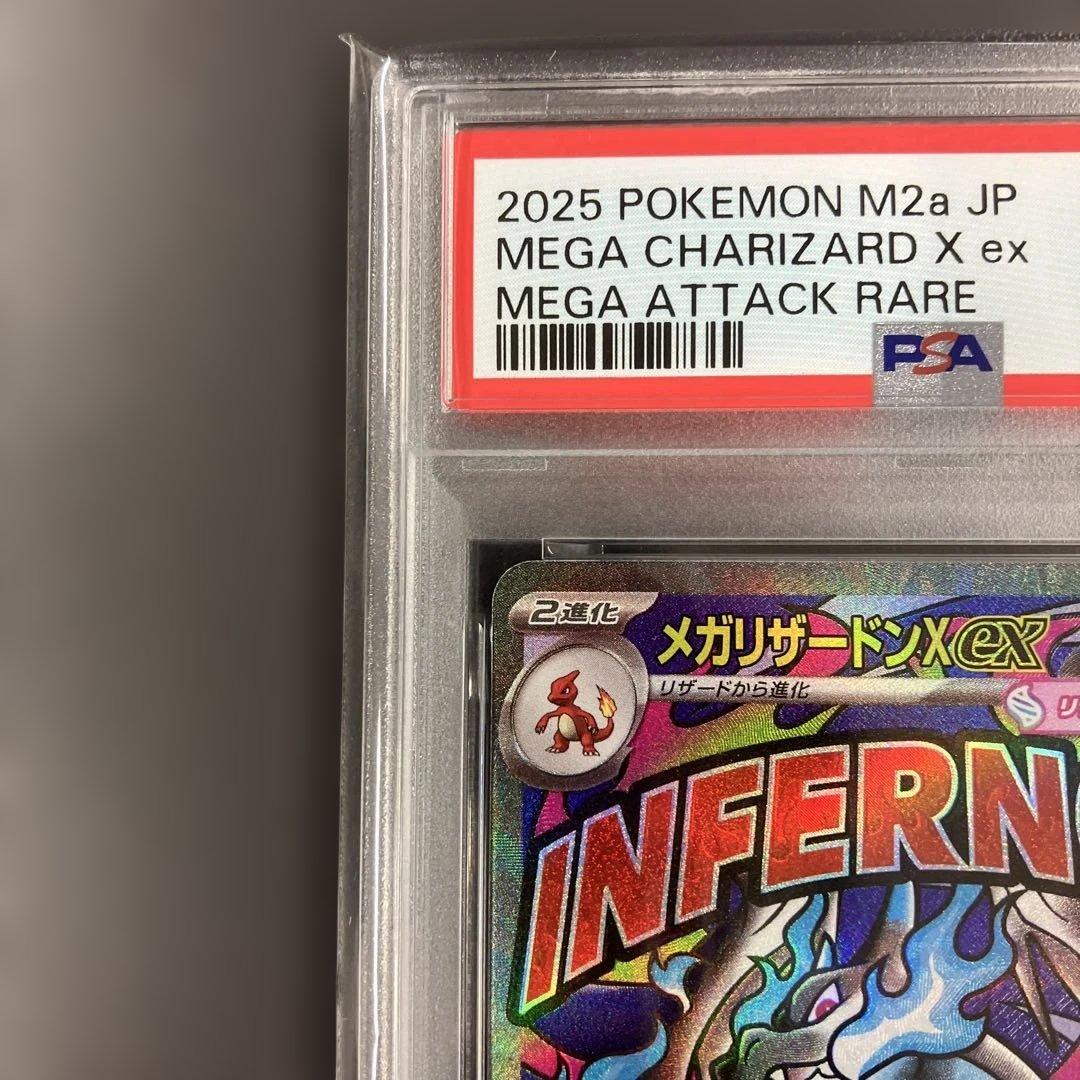 2025 POKEMON M2a JP
MEGA CHARIZARD X ex
MEGA ATTACK RARE
PSA
2進化
メガリザードンXex
リザードから進化
INFERN